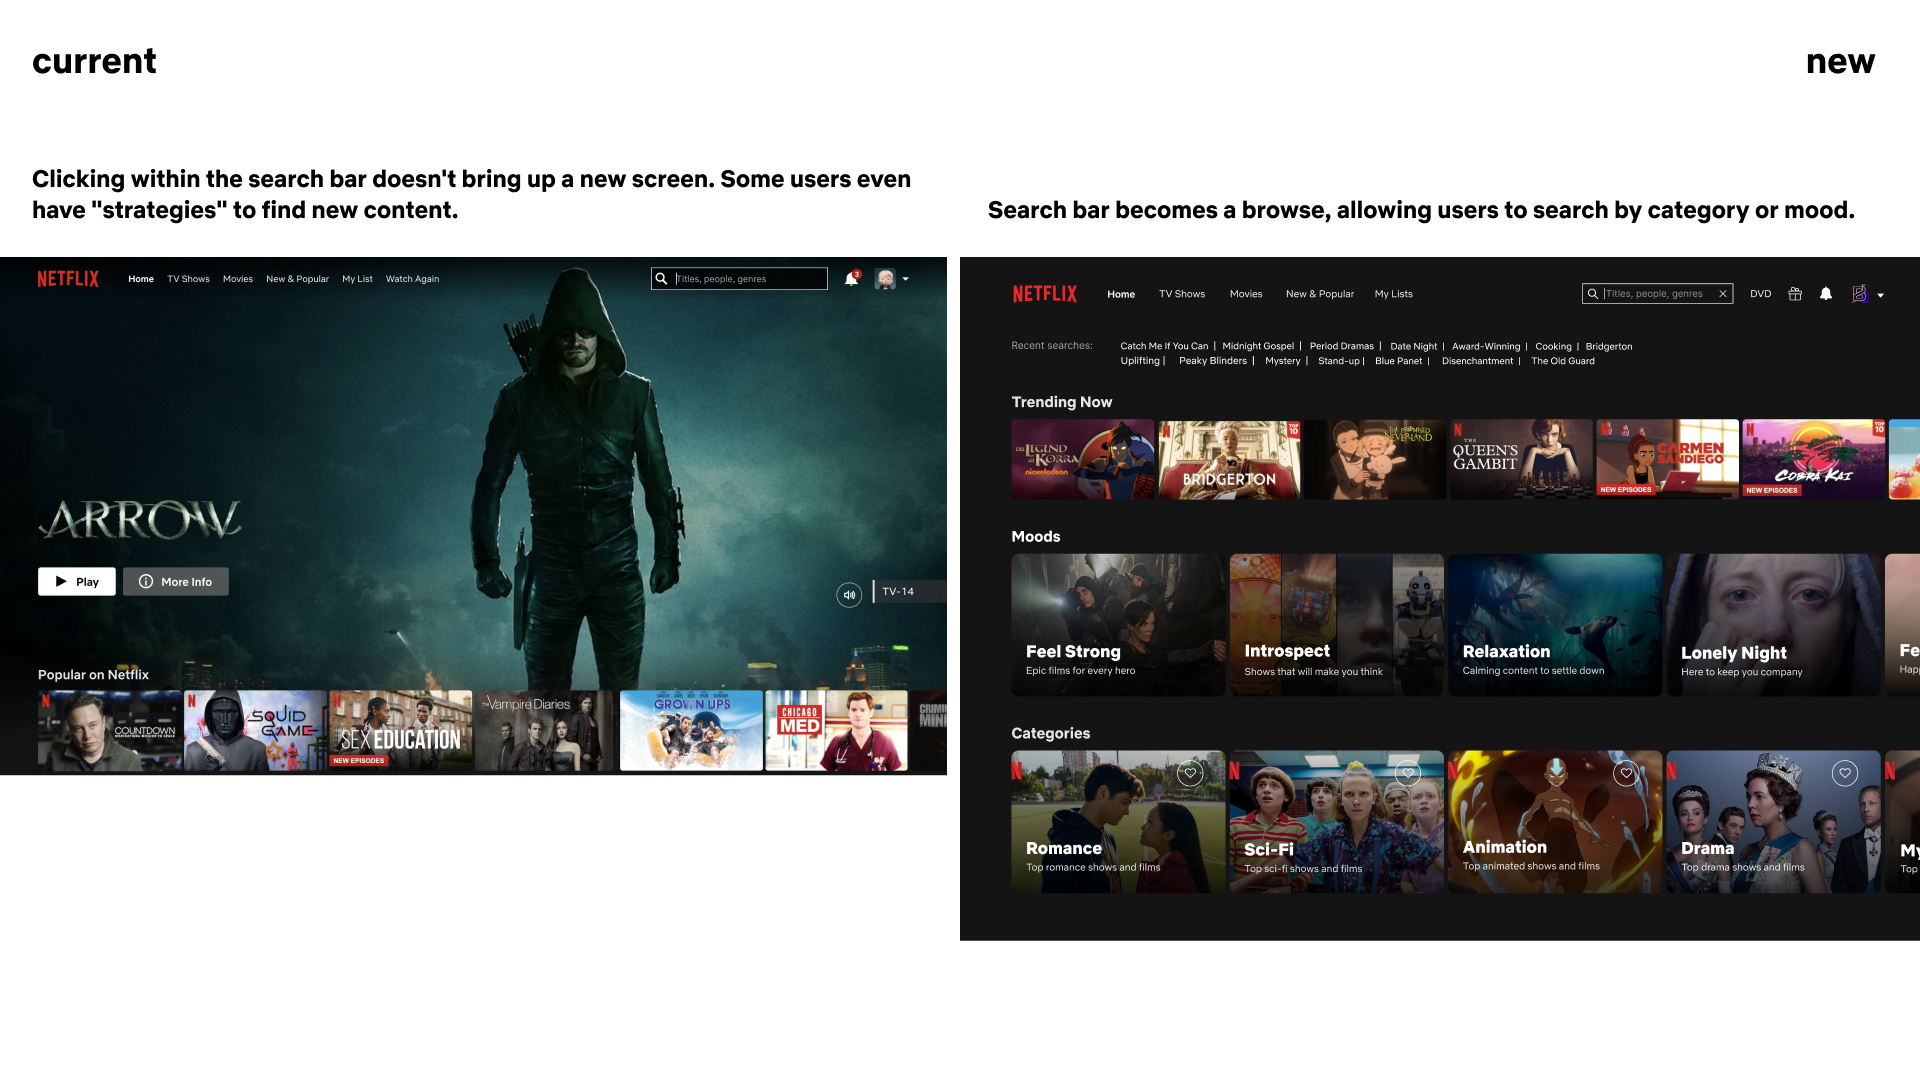 current
new
Clicking within the search bar doesn't bring up a new screen. Some users even
have "strategies" to find new content.
Search bar becomes a browse, allowing users to search by category or mood.
NETFLIX
Home TV Shows Movies New & Popular My List Watch Again
Titles, people, genres
3
ARROW
Play
More Info
TV-14
Popular on Netflix
COUNTDOWN
SQUID GAME
SEX EDUCATION
NEW EPISODES
The Vampire Diaries
GROWN UPS
CHICAGO MED
NETFLIX
Home TV Shows Movies New & Popular My Lists
Titles, people, genres
DVD
Recent searches:
Catch Me If You Can | Midnight Gospel | Period Dramas | Date Night | Award-Winning | Cooking | Bridgerton
Uplifting | Peaky Blinders | Mystery | Stand-up | Blue Panet | Disenchantment | The Old Guard
Trending Now
THE LEGEND OF KORRA
nickelodeon
BRIDGERTON
TOP 10
THE PROMISED NEVERLAND
THE QUEEN'S GAMBIT
CARMEN SANDIEGO
NEW EPISODES
COBRA KAI
NEW EPISODES
TOP 10
Moods
Feel Strong
Epic films for every hero
Introspect
Shows that will make you think
Relaxation
Calming content to settle down
Lonely Night
Here to keep you company
Fe
Hap
Categories
Romance
Top romance shows and films
Sci-Fi
Top sci-fi shows and films
Animation
Top animated shows and films
Drama
Top drama shows and films
My
Top